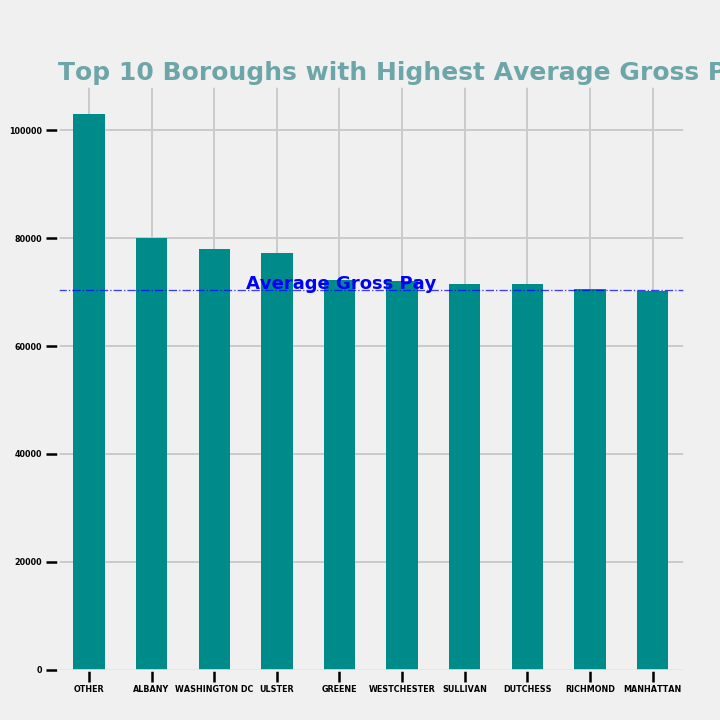 Top 10 Boroughs with Highest Average Gross P
100000
80000
Average Gross Pay
60000
40000
20000
0
OTHER ALBANY WASHINGTON DC ULSTER GREENE WESTCHESTER SULLIVAN DUTCHESS RICHMOND MANHATTAN